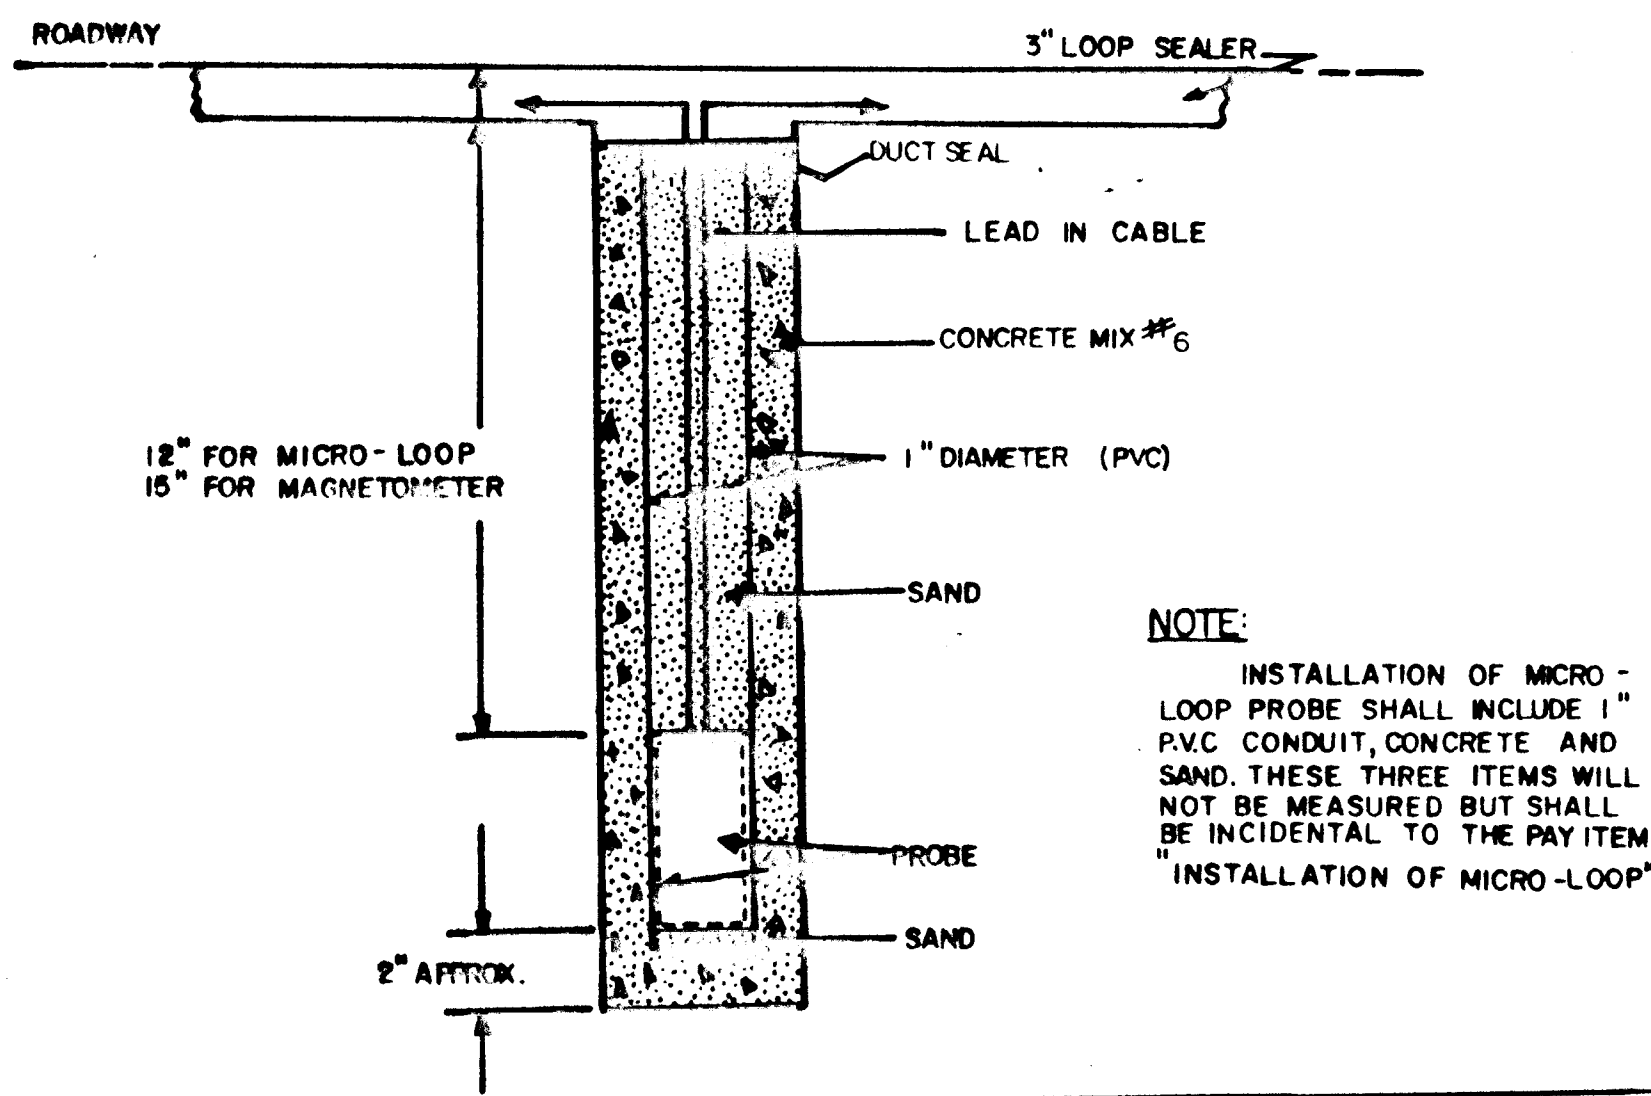 ROADWAY
3" LOOP SEALER
DUCT SEAL
LEAD IN CABLE
CONCRETE MIX #6
12" FOR MICRO-LOOP
15" FOR MAGNETOMETER
1" DIAMETER (PVC)
SAND
NOTE:
INSTALLATION OF MICRO-
LOOP PROBE SHALL INCLUDE 1"
P.V.C CONDUIT, CONCRETE AND
SAND. THESE THREE ITEMS WILL
NOT BE MEASURED BUT SHALL
BE INCIDENTAL TO THE PAY ITEM
"INSTALLATION OF MICRO-LOOP"
PROBE
SAND
2" APPROX.